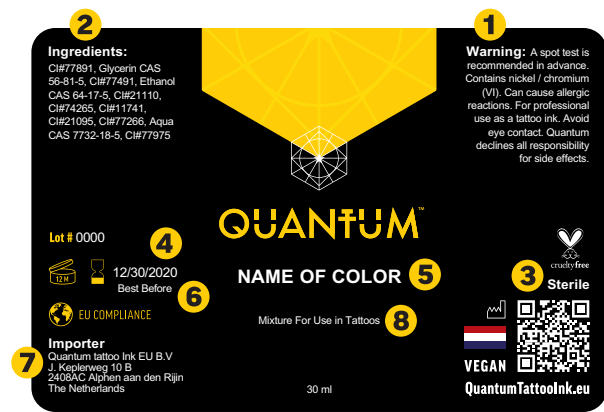 2
Ingredients:
CI#77891, Glycerin CAS
56-81-5, CI#77491, Ethanol
CAS 64-17-5, CI#21110,
CI#74265, CI#11741,
CI#21095, CI#77266, Aqua
CAS 7732-18-5, CI#77975
1
Warning: A spot test is
recommended in advance.
Contains nickel / chromium
(VI). Can cause allergic
reactions. For professional
use as a tattoo ink. Avoid
eye contact. Quantum
declines all responsibility
for side effects.
QUANTUM™
Lot # 0000
4
12M
12/30/2020
Best Before
6
EU COMPLIANCE
NAME OF COLOR
5
Mixture For Use in Tattoos
8
30 ml
crueltyfree
3
Sterile
VEGAN
QuantumTattooInk.eu
Importer
7
Quantum tattoo Ink EU B.V
J. Keplerweg 10 B
2408AC Alphen aan den Rijin
The Netherlands